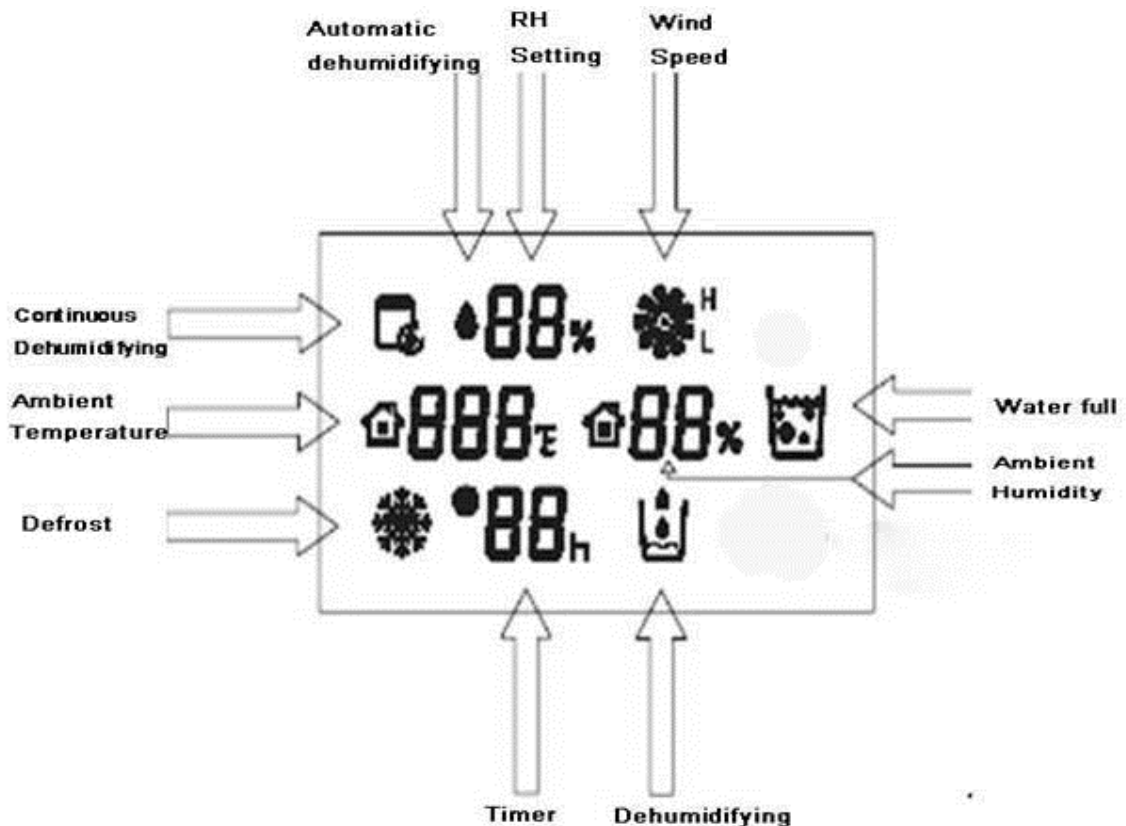 Automatic
dehumidifying
RH
Setting
Wind
Speed
Continuous
Dehumidifying
88%
H
L
Ambient
Temperature
888℃
88%
Water full
Ambient
Humidity
Defrost
88h
Timer
Dehumidifying